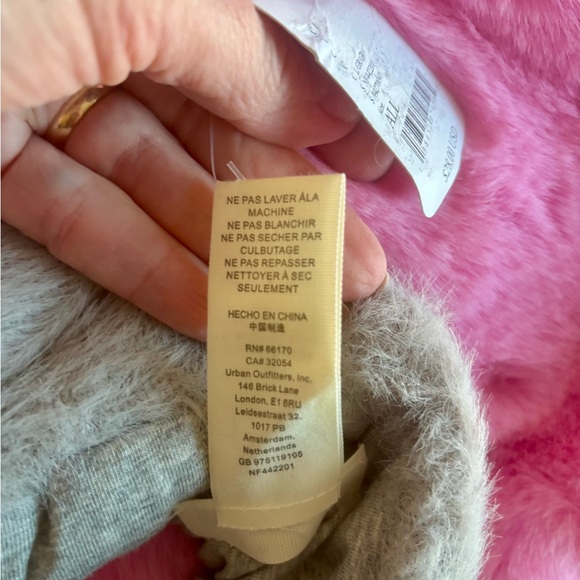 NE PAS LAVER ÀLA
MACHINE
NE PAS BLANCHIR
NE PAS SECHER PAR
CULBUTAGE
NE PAS REPASSER
NETTOYER À SEC
SEULEMENT
HECHO EN CHINA
中国制造
RN# 66170
CA# 32054
Urban Outfitters, Inc.
146 Brick Lane
London, E1 6RU
Leidsestraat 32,
1017 PB
Amsterdam,
Netherlands
GB 975119105
NF442201
ALL